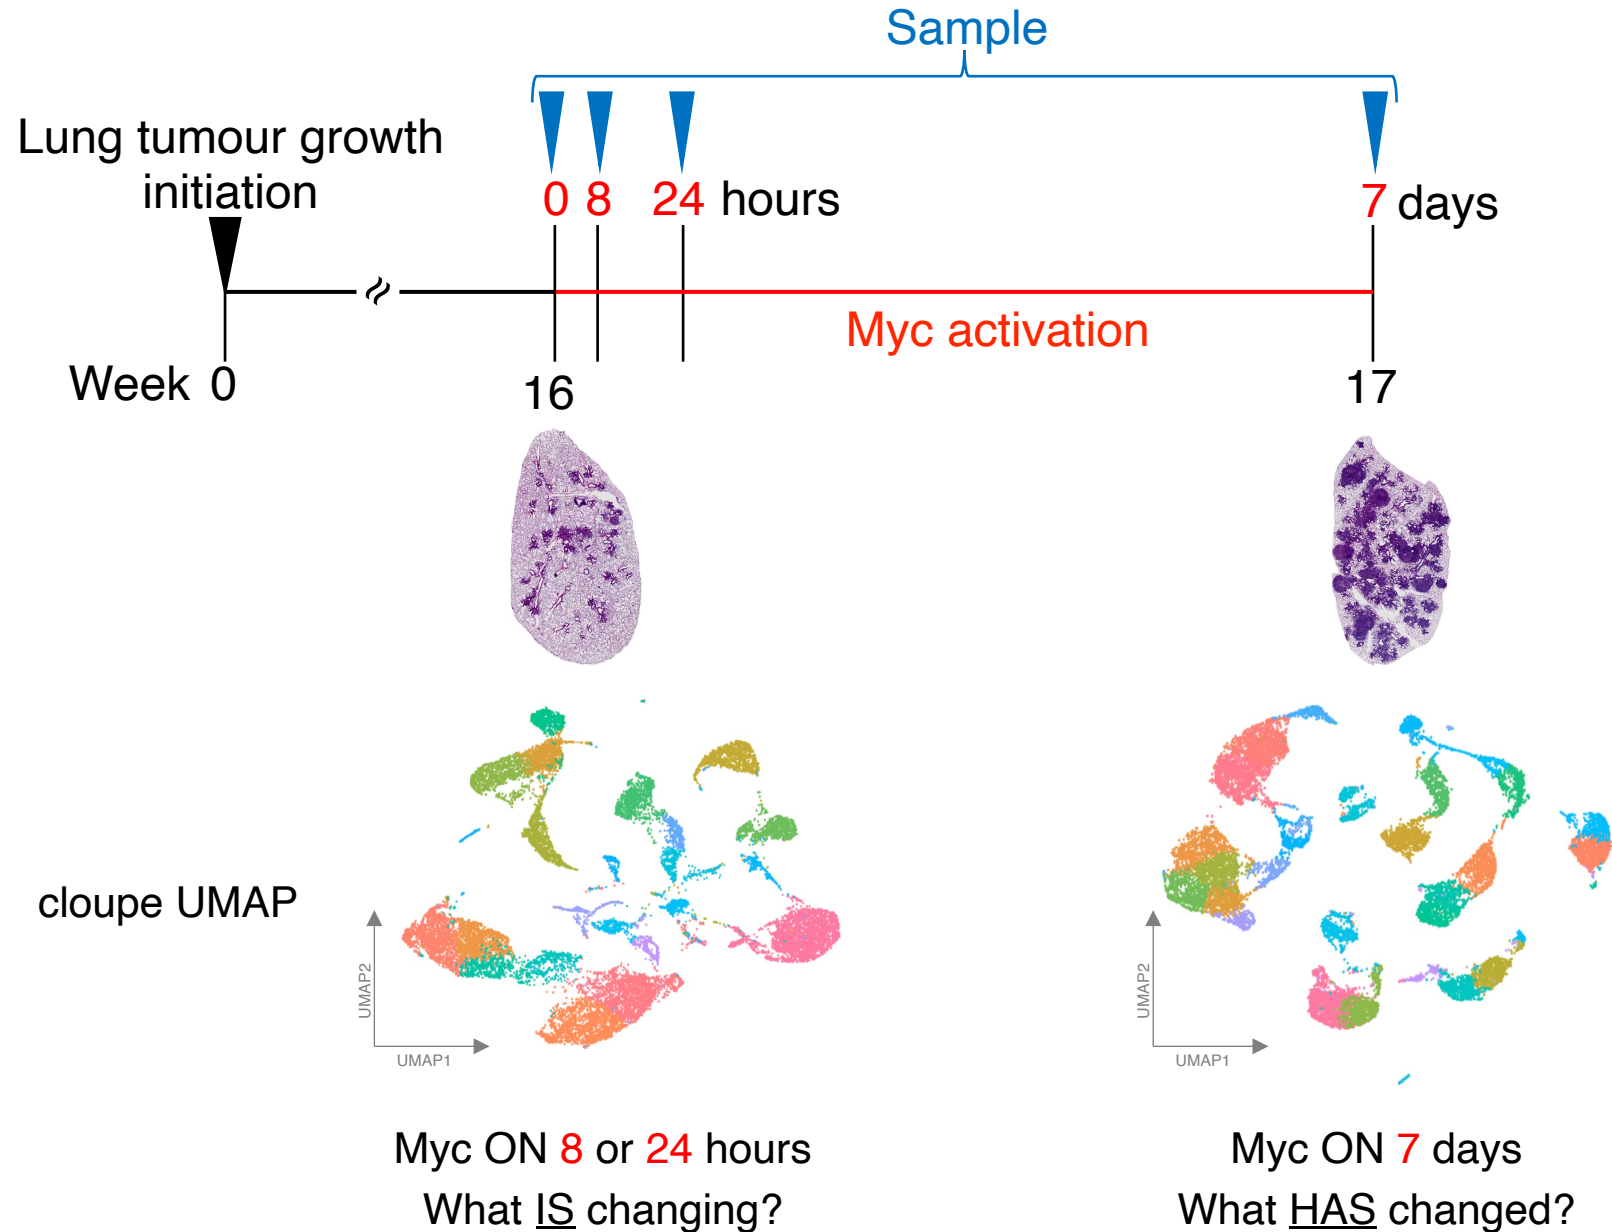 Sample
Lung tumour growth
initiation
0 8 24 hours
7 days
Myc activation
Week 0
16
17
cloupe UMAP
UMAP2
UMAP1
UMAP2
UMAP1
Myc ON 8 or 24 hours
What IS changing?
Myc ON 7 days
What HAS changed?